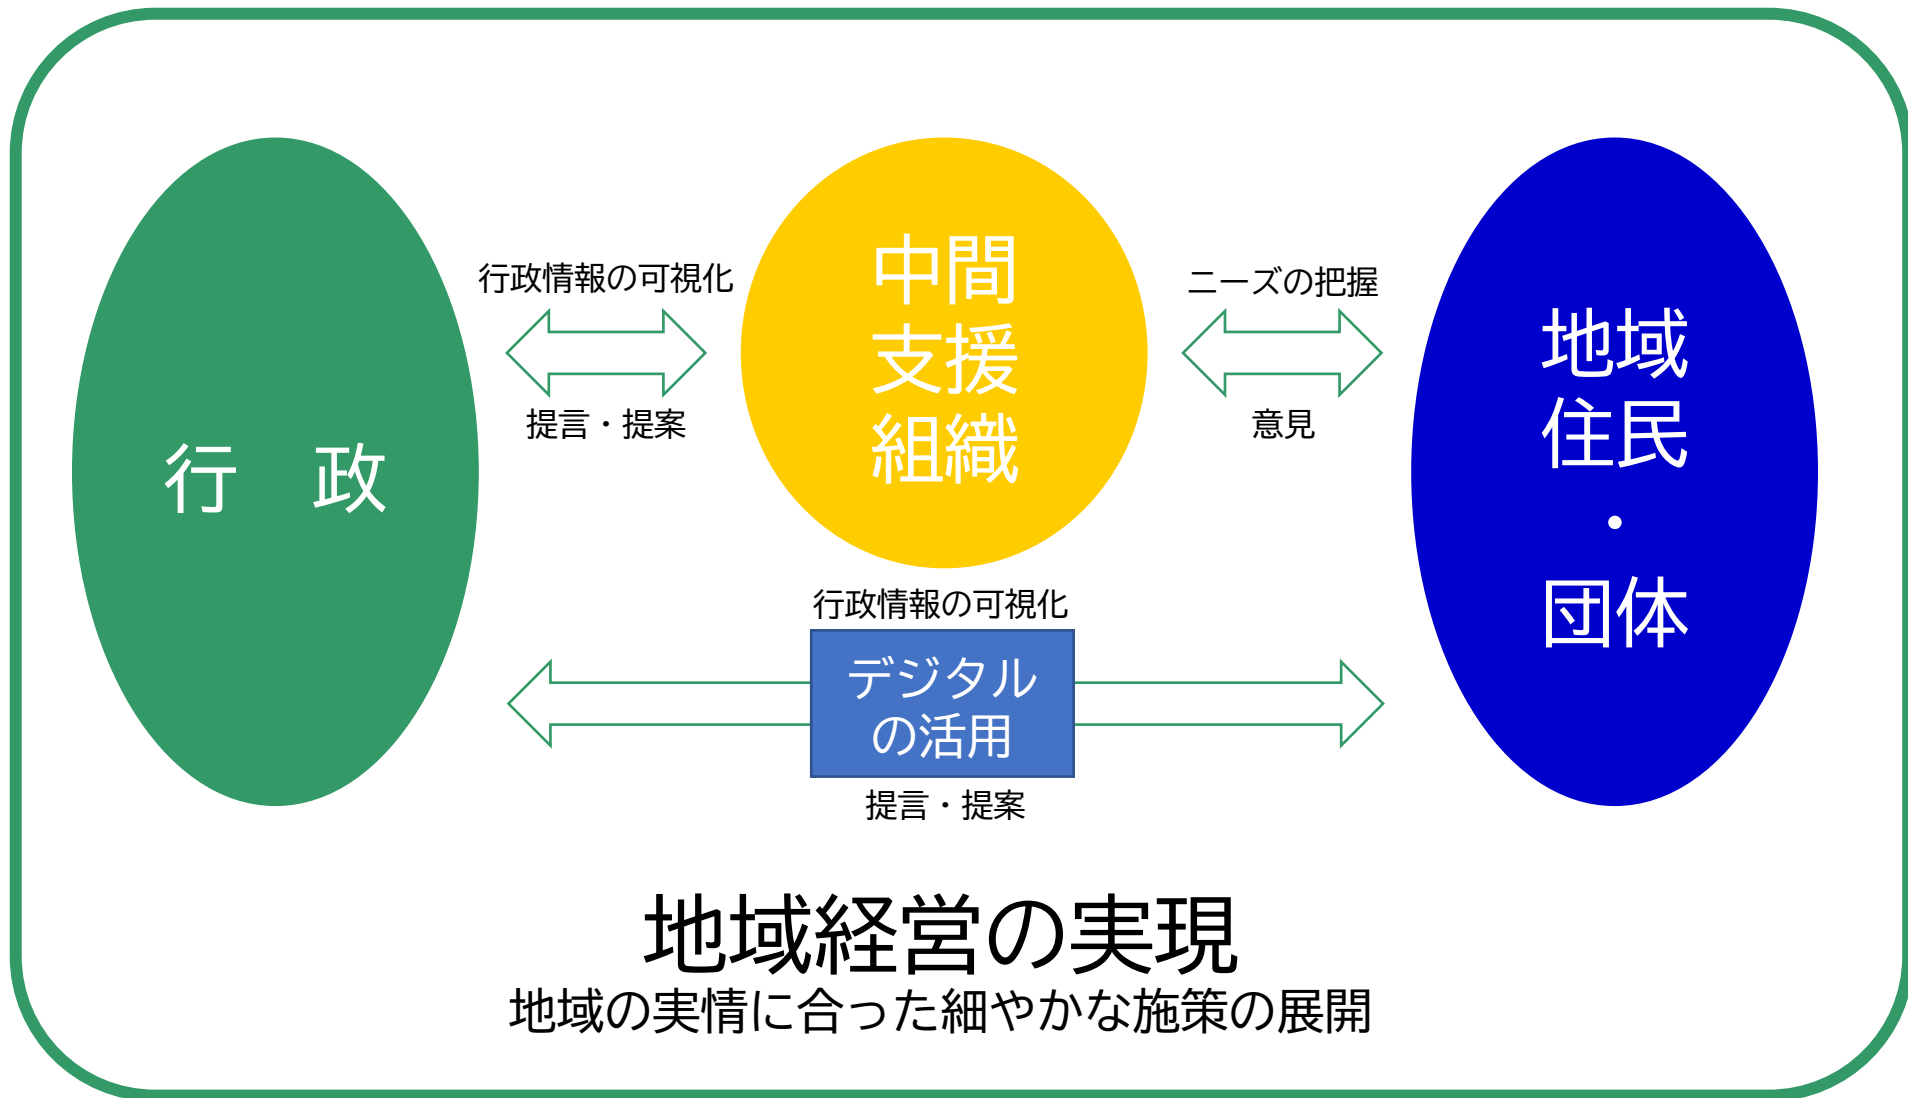 行　政
行政情報の可視化
提言・提案
中間
支援
組織
ニーズの把握
意見
地域
住民
・
団体
行政情報の可視化
デジタル
の活用
提言・提案
地域経営の実現
地域の実情に合った細やかな施策の展開